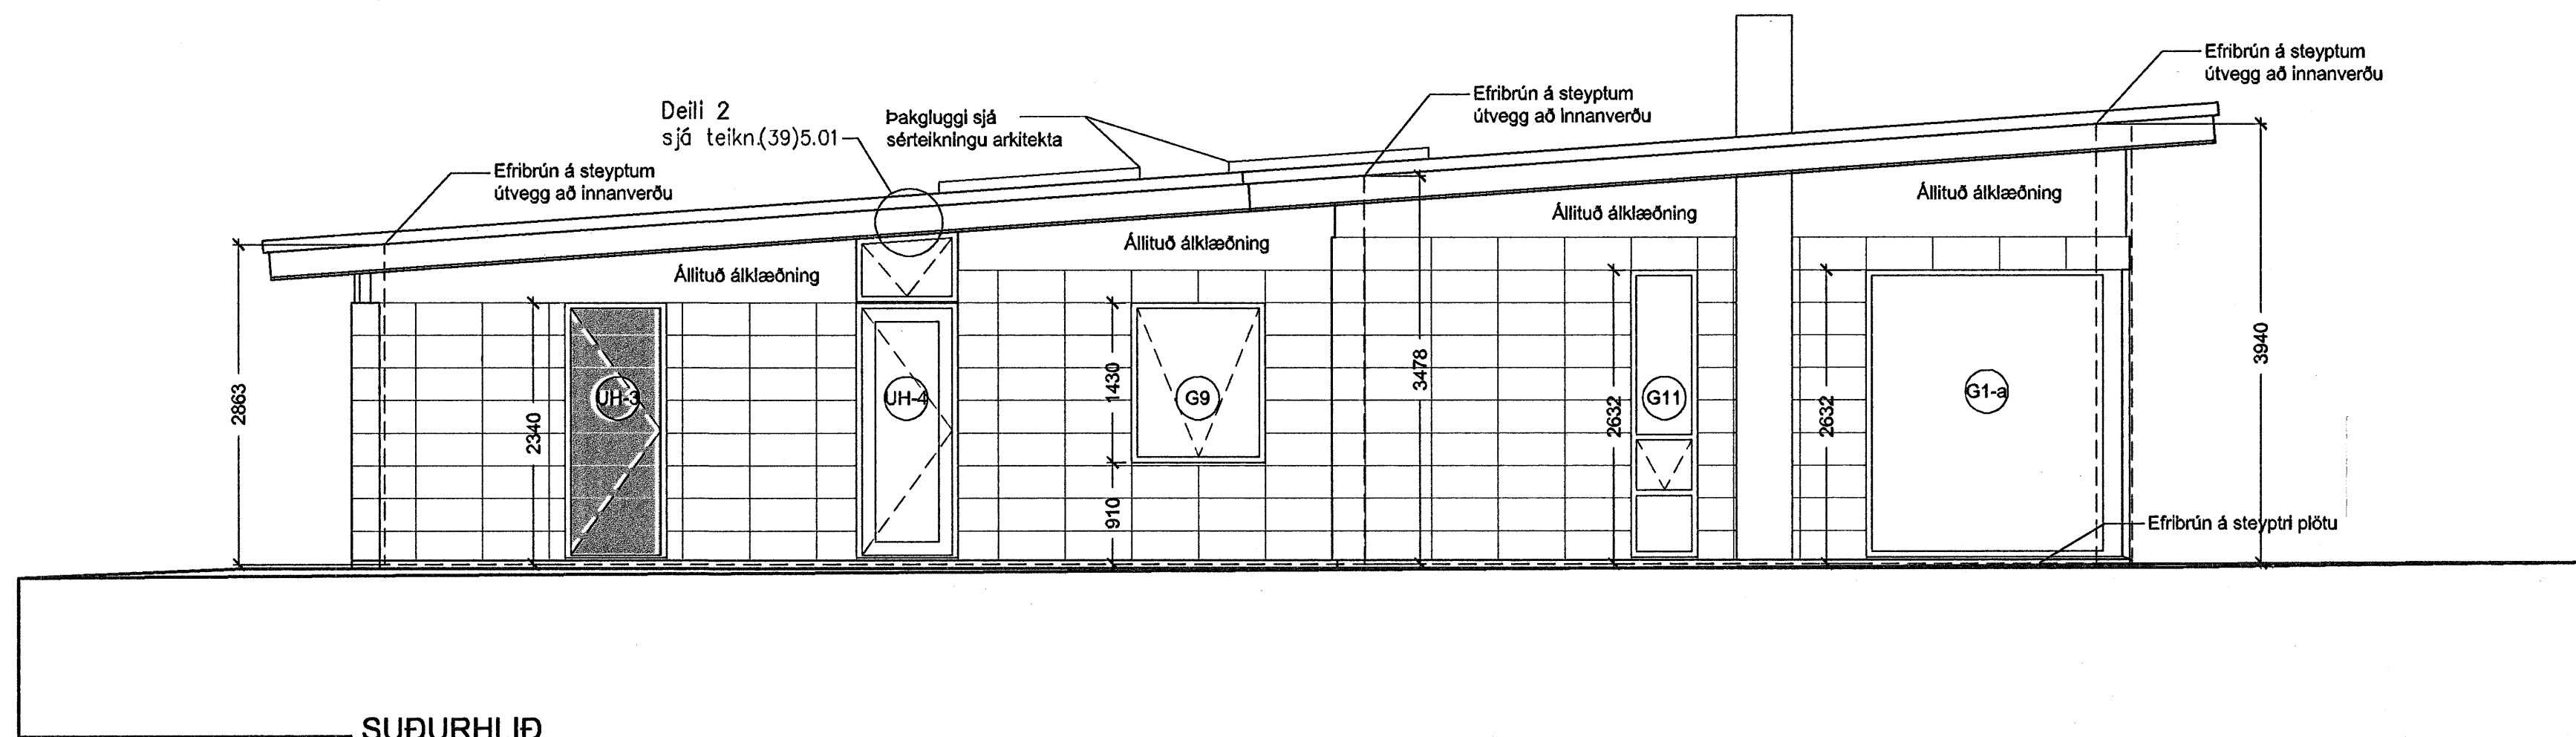 Efribrún á steyptum
útvegg að innanverðu
Efribrún á steyptum
útvegg að innanverðu
Deili 2
sjá teikn.(39)5.01
Þakgluggi sjá
sérteikningu arkitekta
Efribrún á steyptum
útvegg að innanverðu
Állituð álklæðning
Állituð álklæðning
Állituð álklæðning
Állituð álklæðning
2863
2340
UH-3
UH-4
1430
910
G9
3478
2632
G11
2632
G1-a
3940
Efribrún á steyptri plötu
SUÐURHLIÐ